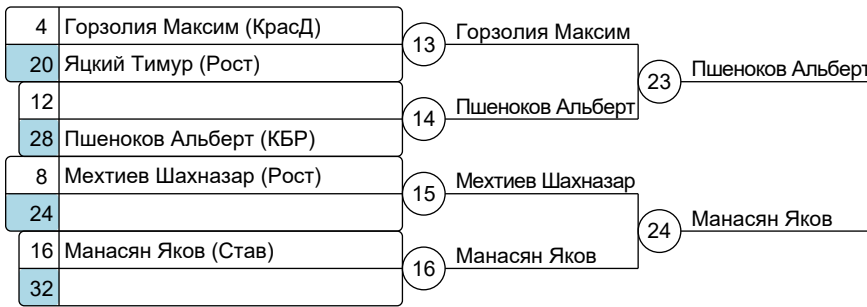 4 Горзолия Максим (КрасД)
20 Яцкий Тимур (Рост)
12
28 Пшеноков Альберт (КБР)
8 Мехтиев Шахназар (Рост)
24
16 Манасян Яков (Став)
32
13 Горзолия Максим
14 Пшеноков Альберт
15 Мехтиев Шахназар
16 Манасян Яков
23 Пшеноков Альберт
24 Манасян Яков